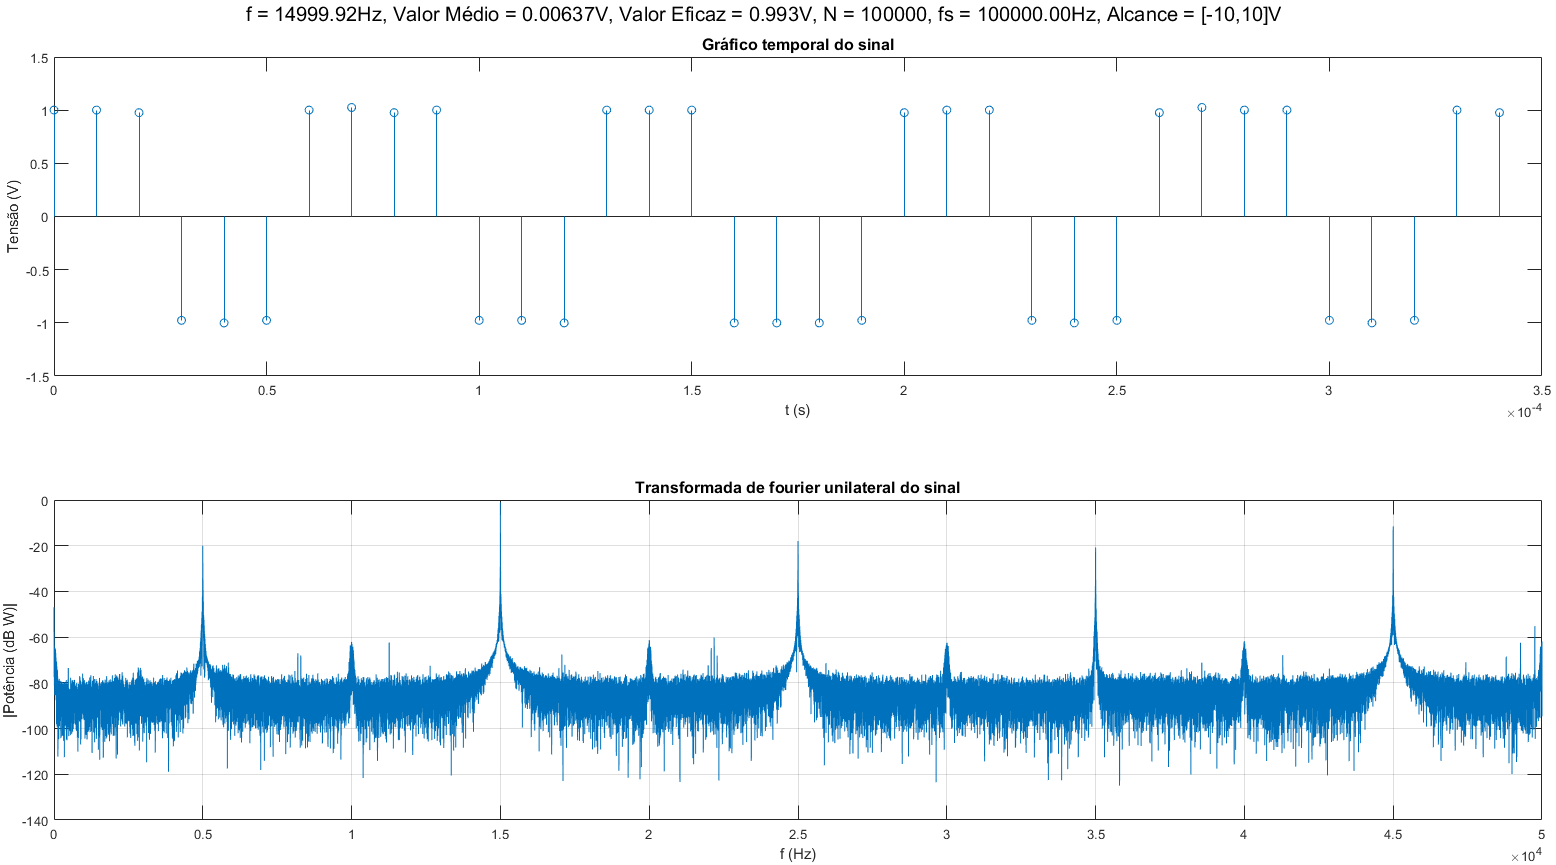 f = 14999.92Hz, Valor Médio = 0.00637V, Valor Eficaz = 0.993V, N = 100000, fs = 100000.00Hz, Alcance = [-10,10]V
Gráfico temporal do sinal
1.5
1
0.5
0
-0.5
-1
-1.5
Tensão (V)
0 0.5 1 1.5 2 2.5 3 3.5
t (s)
×10-4
Transformada de fourier unilateral do sinal
0
-20
-40
-60
-80
-100
-120
-140
|Potência (dB W)|
0 0.5 1 1.5 2 2.5 3 3.5 4 4.5 5
f (Hz)
×104